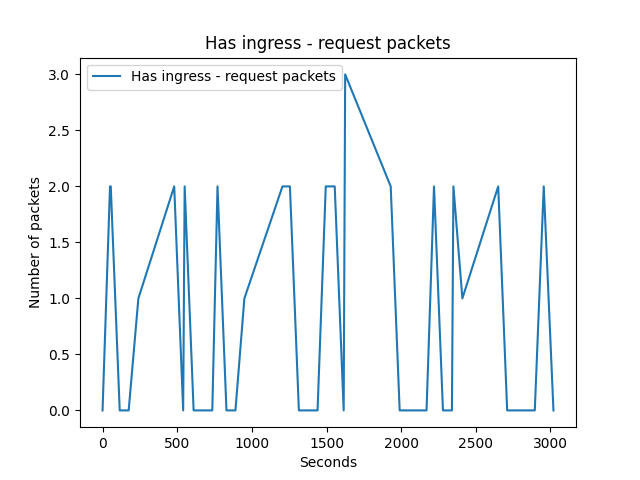 Has ingress - request packets
Has ingress - request packets
Number of packets
3.0
2.5
2.0
1.5
1.0
0.5
0.0
0 500 1000 1500 2000 2500 3000
Seconds